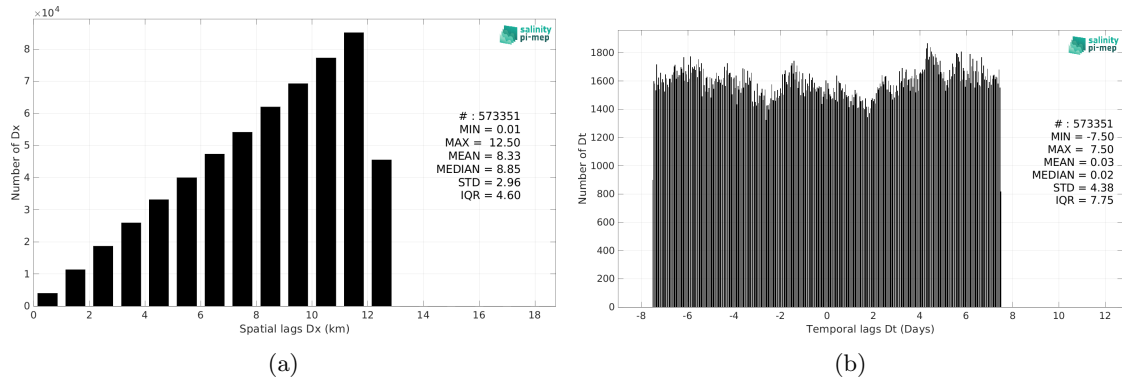 ×10⁴
9
8
7
6
5
4
3
2
1
0
Number of Dx
0 2 4 6 8 10 12 14 16 18
Spatial lags Dx (km)
salinity
pi-mep
# : 573351
MIN = 0.01
MAX = 12.50
MEAN = 8.33
MEDIAN = 8.85
STD = 2.96
IQR = 4.60
(a)
1800
1600
1400
1200
1000
800
600
400
200
0
Number of Dt
-8 -6 -4 -2 0 2 4 6 8 10 12
Temporal lags Dt (Days)
salinity
pi-mep
# : 573351
MIN = -7.50
MAX = 7.50
MEAN = 0.03
MEDIAN = 0.02
STD = 4.38
IQR = 7.75
(b)